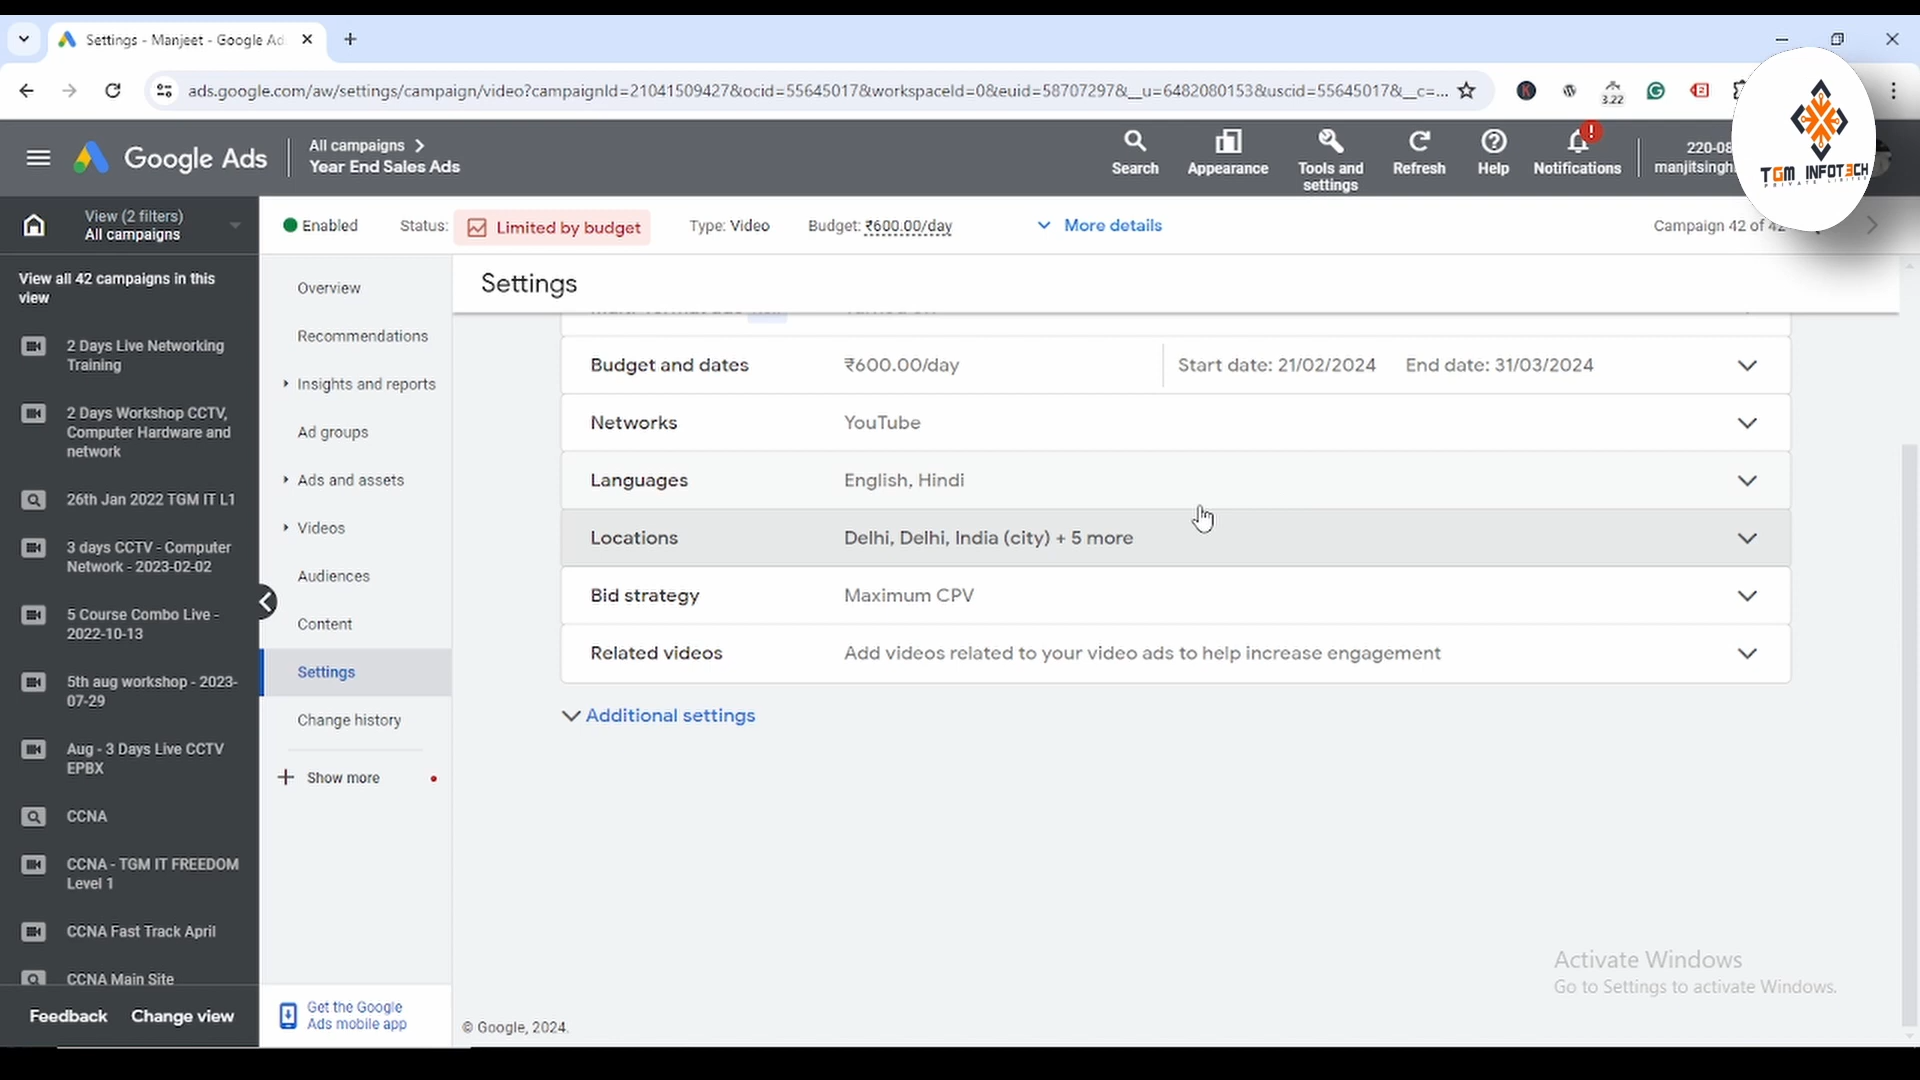 Settings - Manjeet - Google Ad
ads.google.com/aw/settings/campaign/video?campaignId=21041509427&ocid=55645017&workspaceId=0&euid=58707297&__u=6482080153&uscid=55645017&__c=...
3.22
Google Ads
All campaigns
Year End Sales Ads
Search
Appearance
Tools and settings
Refresh
Help
Notifications
!
220-08
manjitsingh
TGM INFOTECH
PRIVATE LIMITED
View (2 filters)
All campaigns
Enabled
Status: Limited by budget
Type: Video
Budget: ₹600.00/day
More details
Campaign 42 of 42
View all 42 campaigns in this
view
2 Days Live Networking
Training
2 Days Workshop CCTV,
Computer Hardware and
network
26th Jan 2022 TGM IT L1
3 days CCTV - Computer
Network - 2023-02-02
5 Course Combo Live -
2022-10-13
5th aug workshop - 2023-
07-29
Aug - 3 Days Live CCTV
EPBX
CCNA
CCNA - TGM IT FREEDOM
Level 1
CCNA Fast Track April
CCNA Main Site
Feedback
Change view
Overview
Recommendations
Insights and reports
Ad groups
Ads and assets
Videos
Audiences
Content
Settings
Change history
Show more
Get the Google
Ads mobile app
Settings
Budget and dates ₹600.00/day Start date: 21/02/2024 End date: 31/03/2024
Networks YouTube
Languages English, Hindi
Locations Delhi, Delhi, India (city) + 5 more
Bid strategy Maximum CPV
Related videos Add videos related to your video ads to help increase engagement
Additional settings
Activate Windows
Go to Settings to activate Windows.
© Google, 2024.